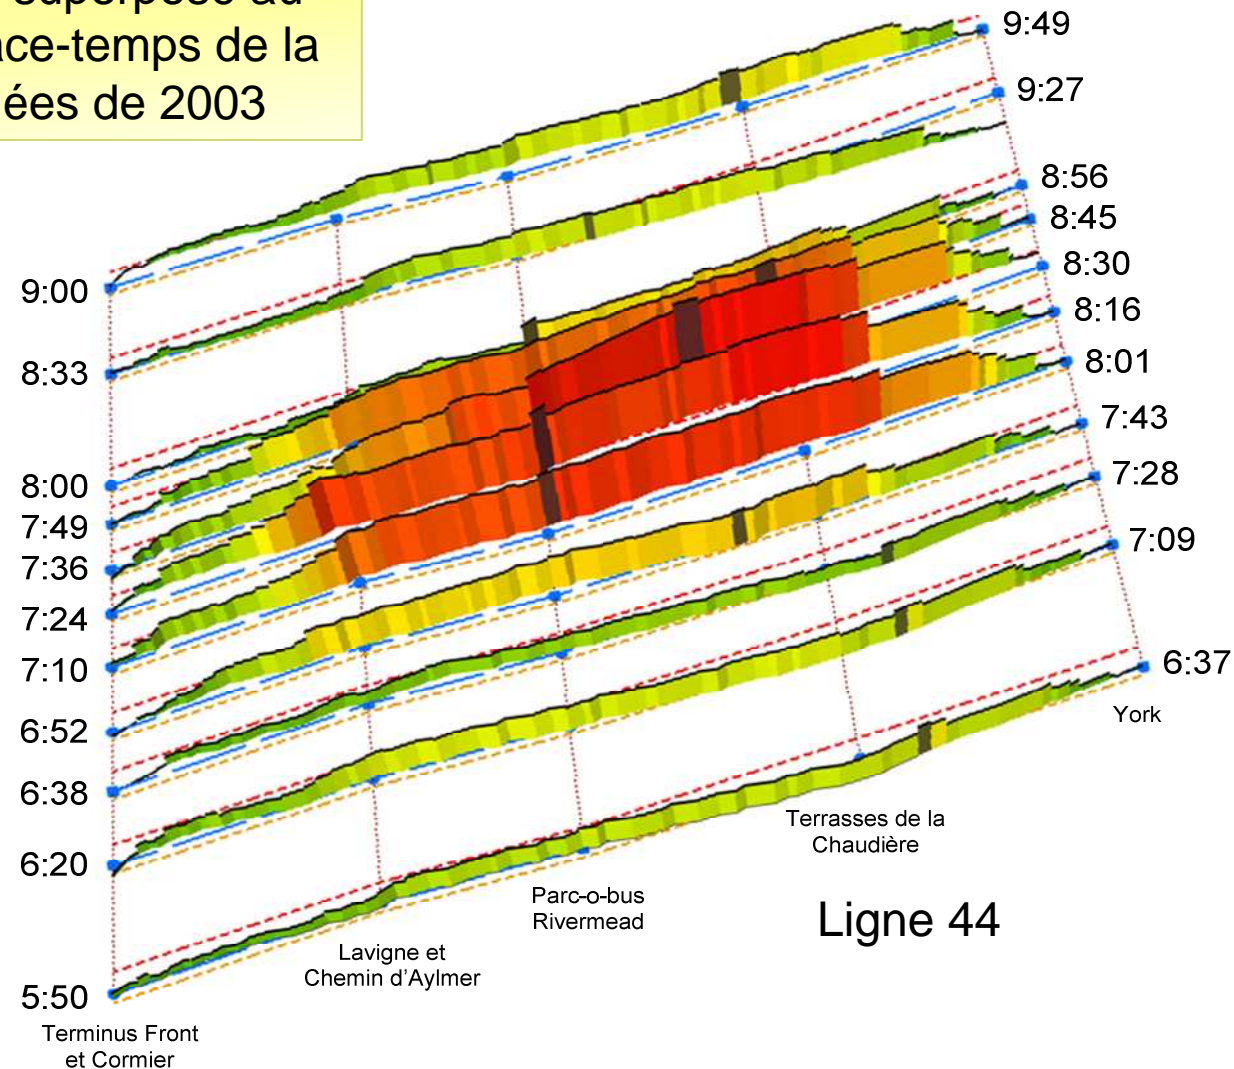 superposé au
ace-temps de la
ées de 2003
9:49
9:27
8:56
8:45
8:30
8:16
8:01
7:43
7:28
7:09
6:37
9:00
8:33
8:00
7:49
7:36
7:24
7:10
6:52
6:38
6:20
5:50
York
Terrasses de la
Chaudière
Parc-o-bus
Rivermead
Ligne 44
Lavigne et
Chemin d'Aylmer
Terminus Front
et Cormier